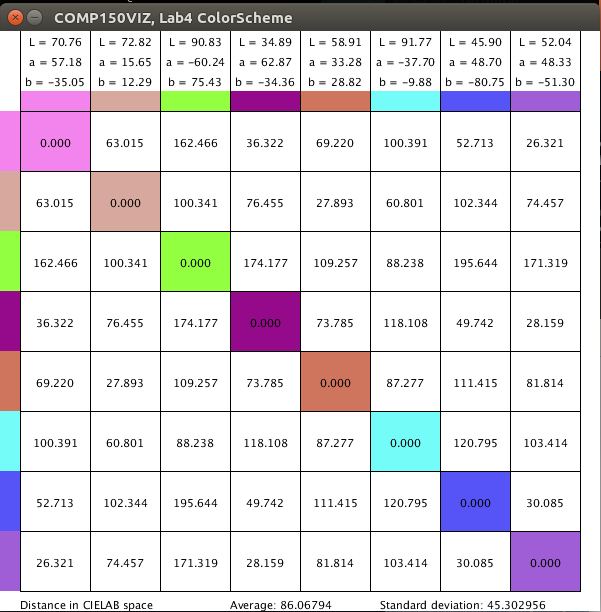 COMP150VIZ, Lab4 ColorScheme
L = 70.76 L = 72.82 L = 90.83 L = 34.89 L = 58.91 L = 91.77 L = 45.90 L = 52.04
a = 57.18 a = 15.65 a = −60.24 a = 62.87 a = 33.28 a = −37.70 a = 48.70 a = 48.33
b = −35.05 b = 12.29 b = 75.43 b = −34.36 b = 28.82 b = −9.88 b = −80.75 b = −51.30
0.000 63.015 162.466 36.322 69.220 100.391 52.713 26.321
63.015 0.000 100.341 76.455 27.893 60.801 102.344 74.457
162.466 100.341 0.000 174.177 109.257 88.238 195.644 171.319
36.322 76.455 174.177 0.000 73.785 118.108 49.742 28.159
69.220 27.893 109.257 73.785 0.000 87.277 111.415 81.814
100.391 60.801 88.238 118.108 87.277 0.000 120.795 103.414
52.713 102.344 195.644 49.742 111.415 120.795 0.000 30.085
26.321 74.457 171.319 28.159 81.814 103.414 30.085 0.000
Distance in CIELAB space Average: 86.06794 Standard deviation: 45.302956